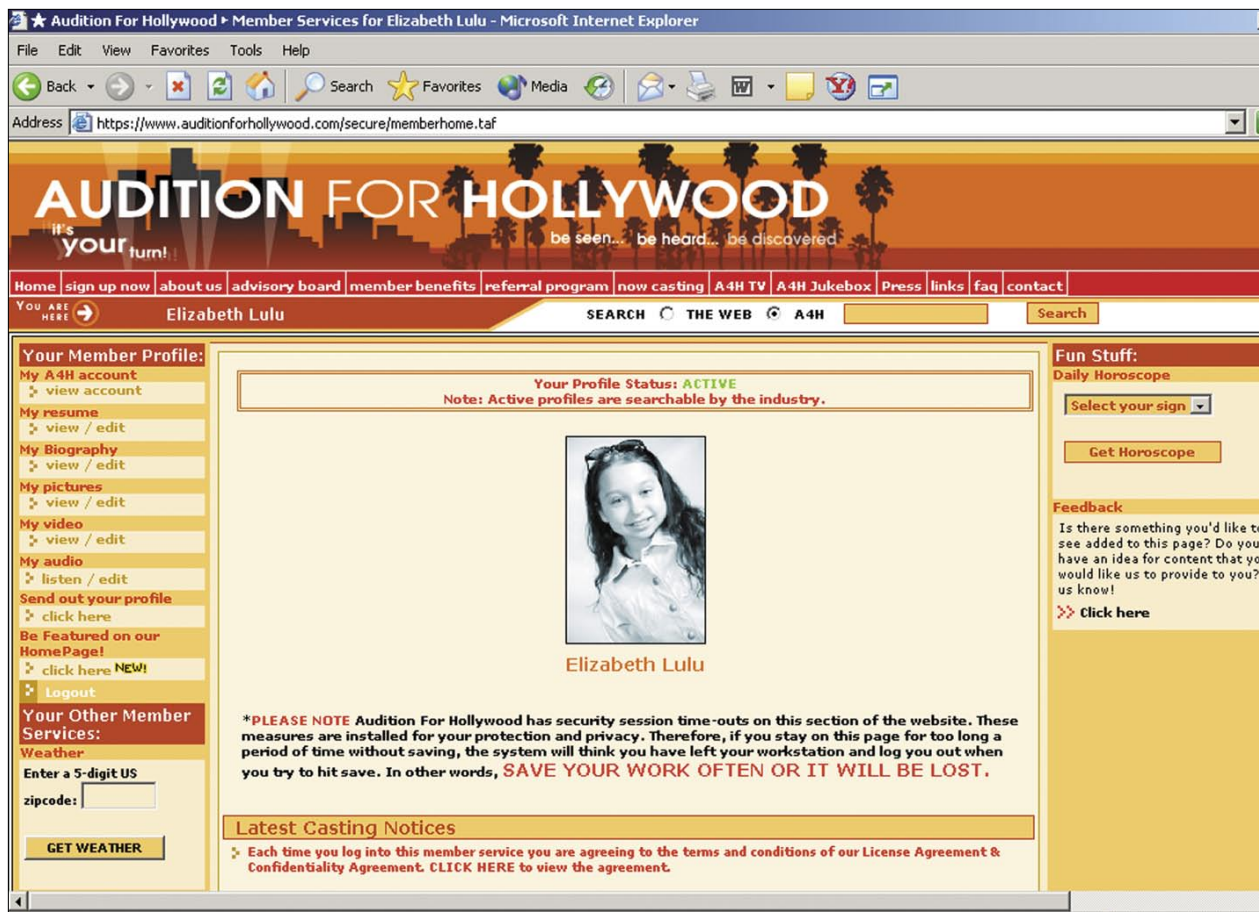 Audition For Hollywood ▸ Member Services for Elizabeth Lulu - Microsoft Internet Explorer
File Edit View Favorites Tools Help
Back Search Favorites Media
Address https://www.auditionforhollywood.com/secure/memberhome.taf
AUDITION FOR HOLLYWOOD
it's your turn!
be seen... be heard... be discovered
Home sign up now about us advisory board member benefits referral program now casting A4H TV A4H Jukebox Press links faq contact
YOU ARE HERE Elizabeth Lulu SEARCH THE WEB A4H Search
Your Member Profile:
My A4H account
view account
My resume
view / edit
My Biography
view / edit
My pictures
view / edit
My video
view / edit
My audio
listen / edit
Send out your profile
click here
Be Featured on our
HomePage!
click here NEW!
Logout
Your Other Member
Services:
Weather
Enter a 5-digit US
zipcode:
GET WEATHER
Your Profile Status: ACTIVE
Note: Active profiles are searchable by the industry.
Elizabeth Lulu
*PLEASE NOTE Audition For Hollywood has security session time-outs on this section of the website. These
measures are installed for your protection and privacy. Therefore, if you stay on this page for too long a
period of time without saving, the system will think you have left your workstation and log you out when
you try to hit save. In other words, SAVE YOUR WORK OFTEN OR IT WILL BE LOST.
Latest Casting Notices
Each time you log into this member service you are agreeing to the terms and conditions of our License Agreement &
Confidentiality Agreement. CLICK HERE to view the agreement.
Fun Stuff:
Daily Horoscope
Select your sign
Get Horoscope
Feedback
Is there something you'd like to
see added to this page? Do you
have an idea for content that yo
would like us to provide to you?
us know!
>> Click here